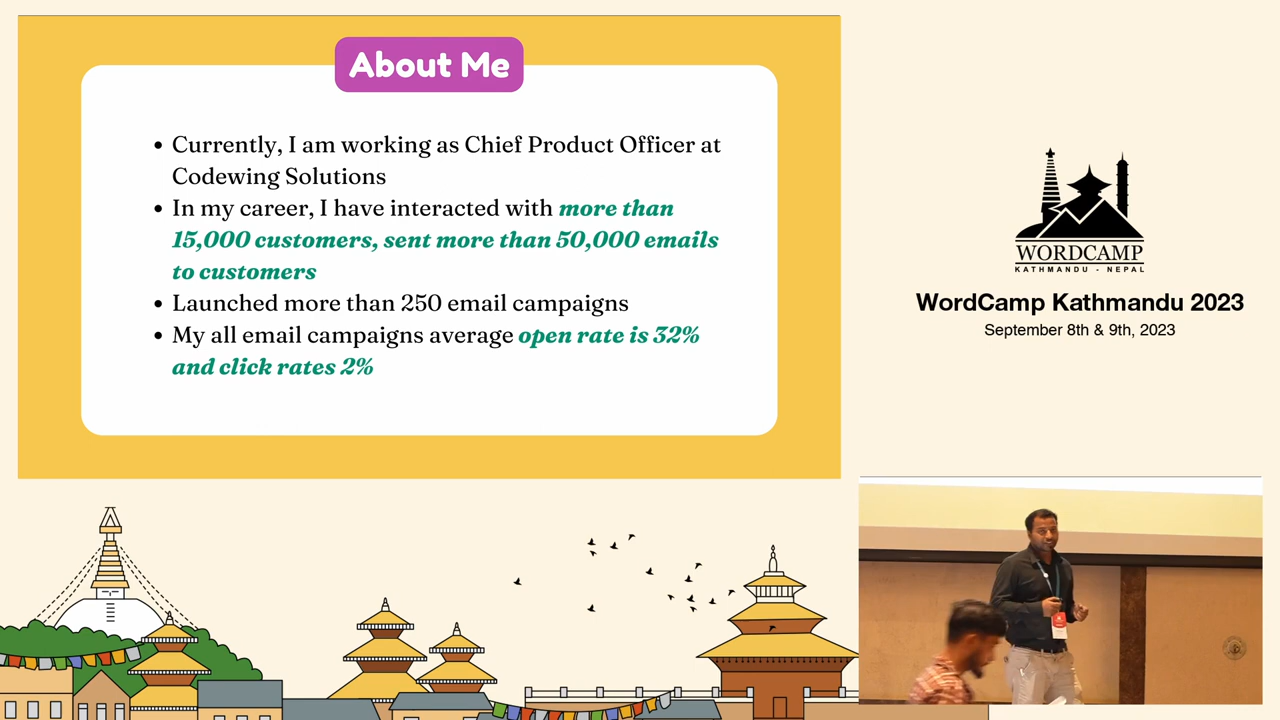 About Me
Currently, I am working as Chief Product Officer at
Codewing Solutions
In my career, I have interacted with more than
15,000 customers, sent more than 50,000 emails
to customers
Launched more than 250 email campaigns
My all email campaigns average open rate is 32%
and click rates 2%
WORDCAMP
KATHMANDU - NEPAL
WordCamp Kathmandu 2023
September 8th & 9th, 2023